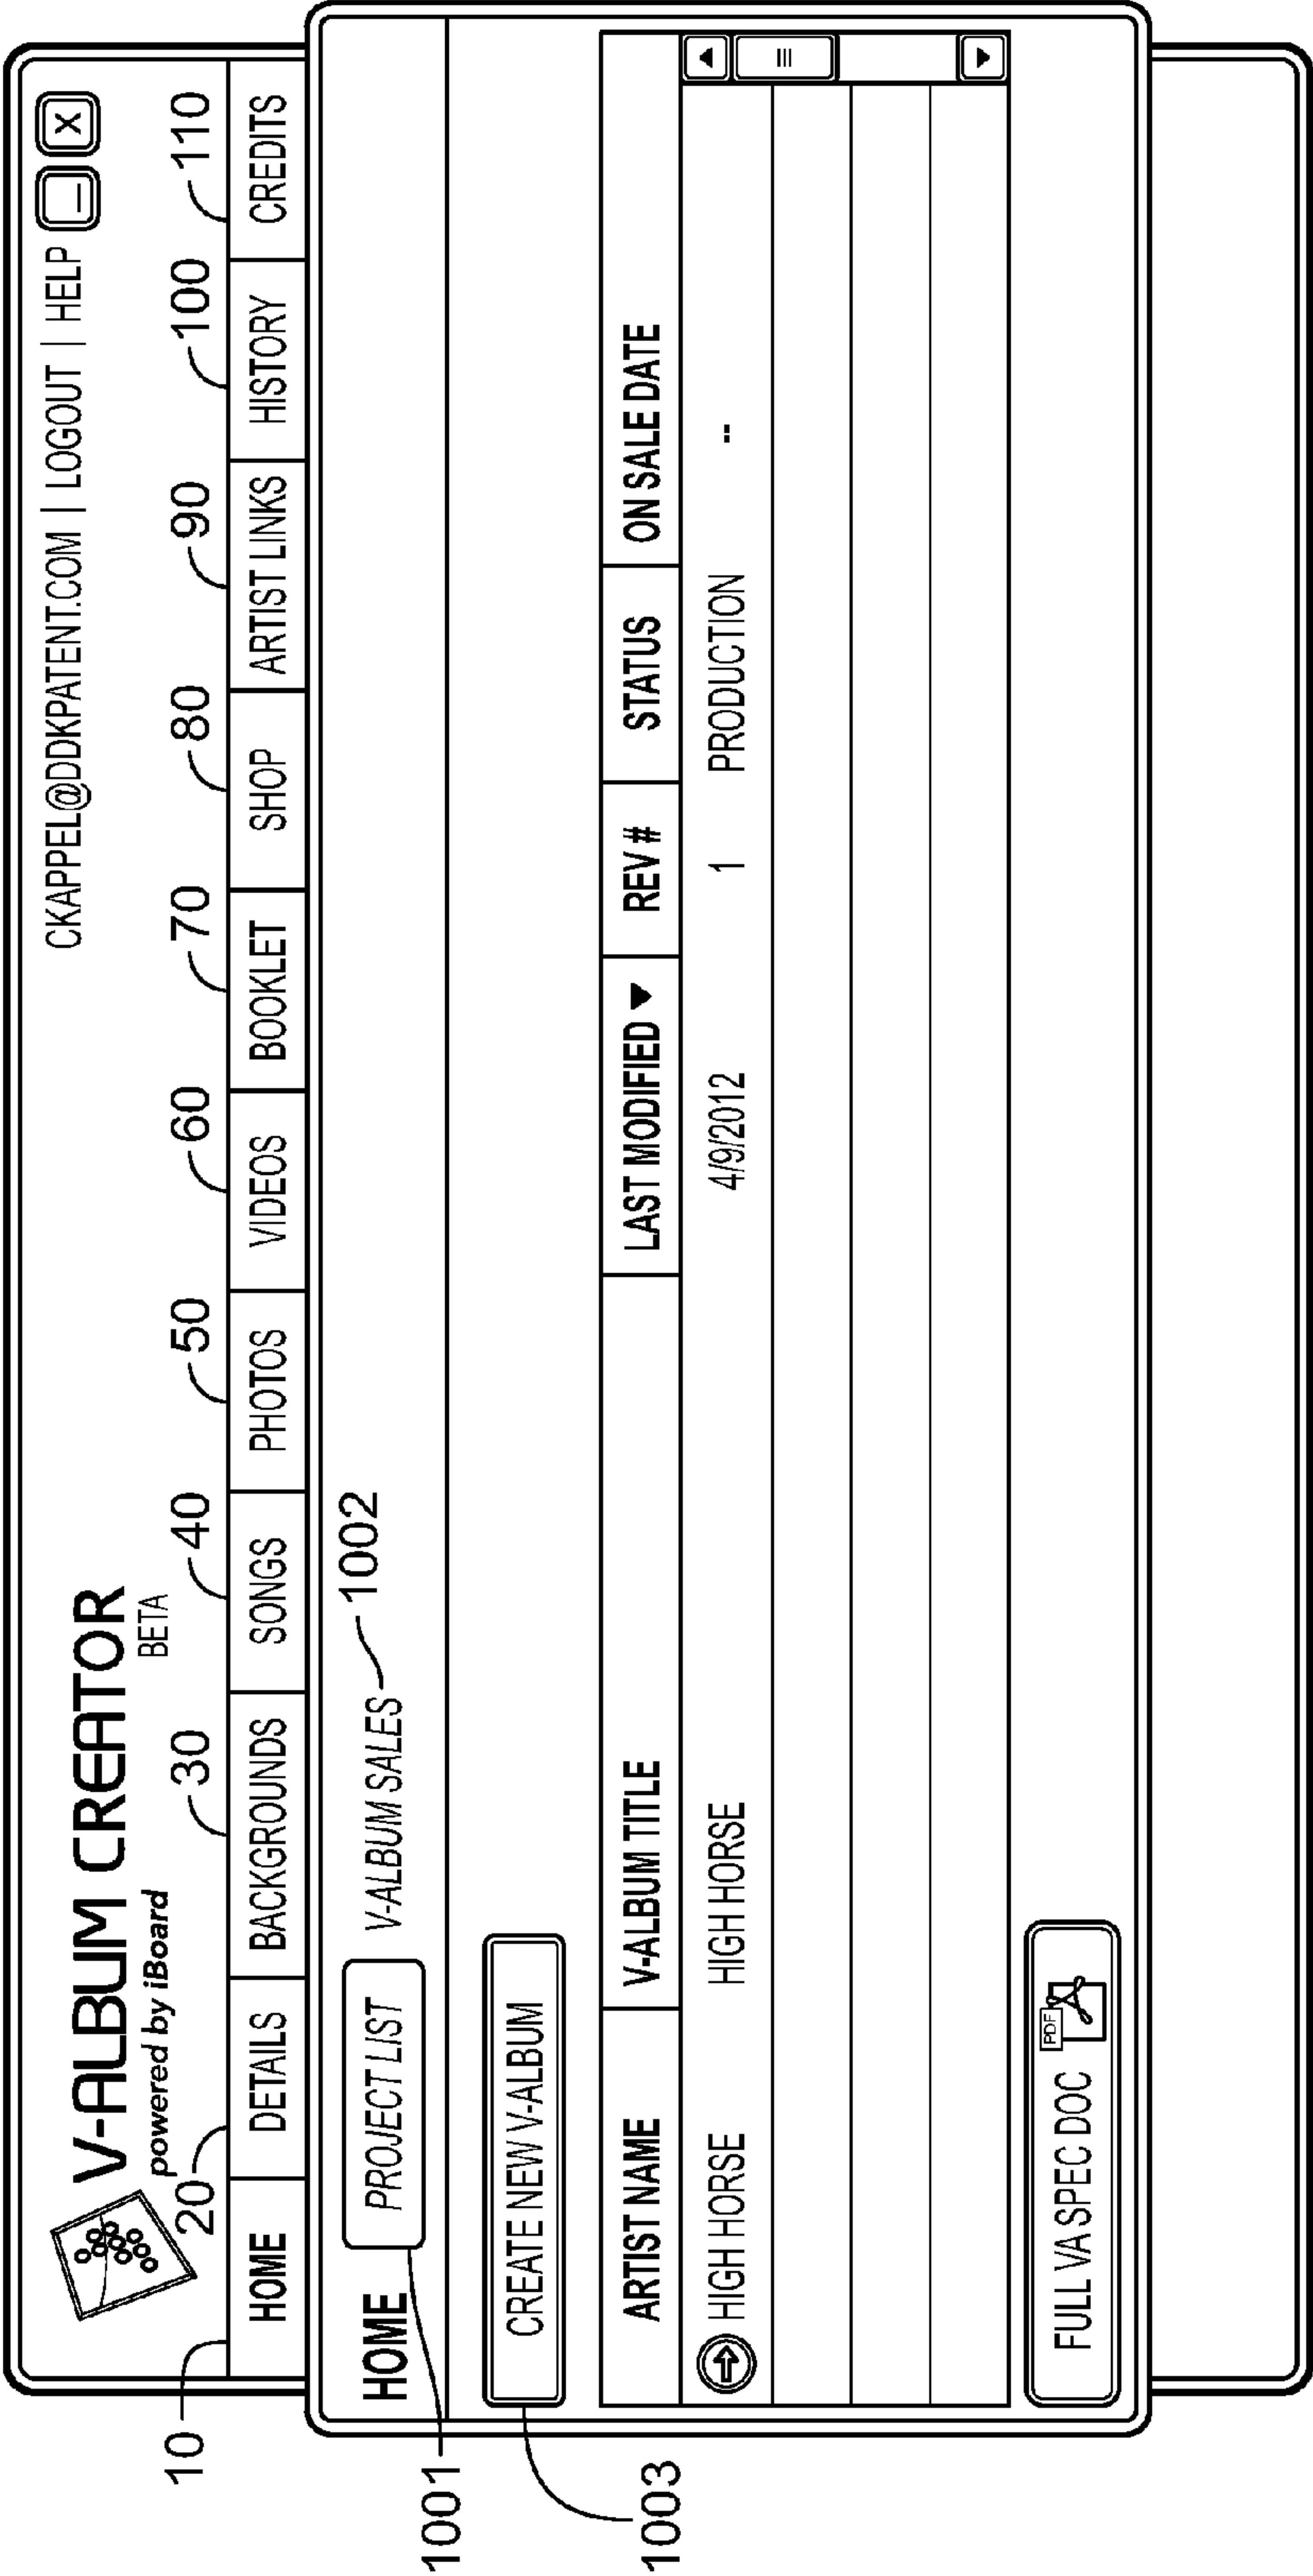 CKAPPEL@DDKPATENT.COM | LOGOUT | HELP _ X
V-ALBUM CREATOR
powered by iBoard BETA
10 20 30 40 50 60 70 80 90 100 110
HOME DETAILS BACKGROUNDS SONGS PHOTOS VIDEOS BOOKLET SHOP ARTIST LINKS HISTORY CREDITS
HOME PROJECT LIST V-ALBUM SALES 1002
1001
CREATE NEW V-ALBUM
1003
ARTIST NAME V-ALBUM TITLE LAST MODIFIED ▼ REV # STATUS ON SALE DATE
HIGH HORSE HIGH HORSE 4/9/2012 1 PRODUCTION --
FULL VA SPEC DOC PDF